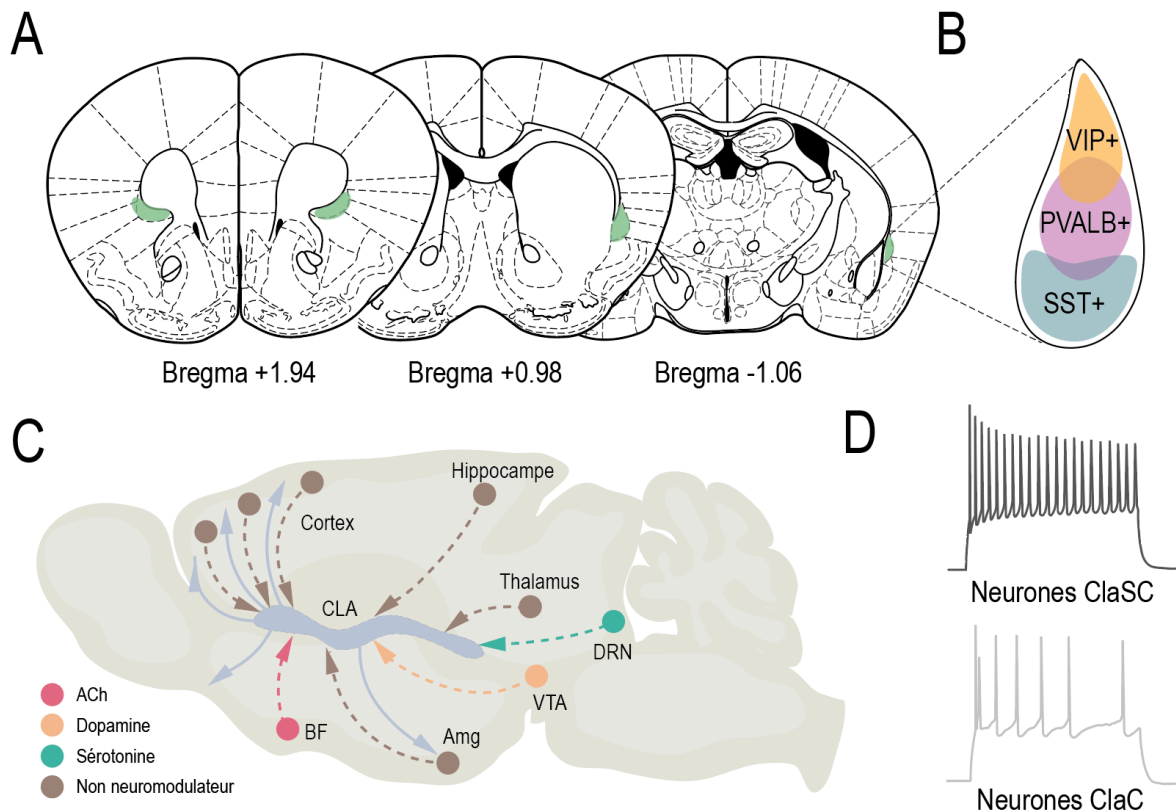 A
B
VIP+
PVALB+
SST+
Bregma +1.94
Bregma +0.98
Bregma -1.06
C
Hippocampe
Cortex
Thalamus
CLA
DRN
VTA
BF
Amg
ACh
Dopamine
Sérotonine
Non neuromodulateur
D
Neurones ClaSC
Neurones ClaC